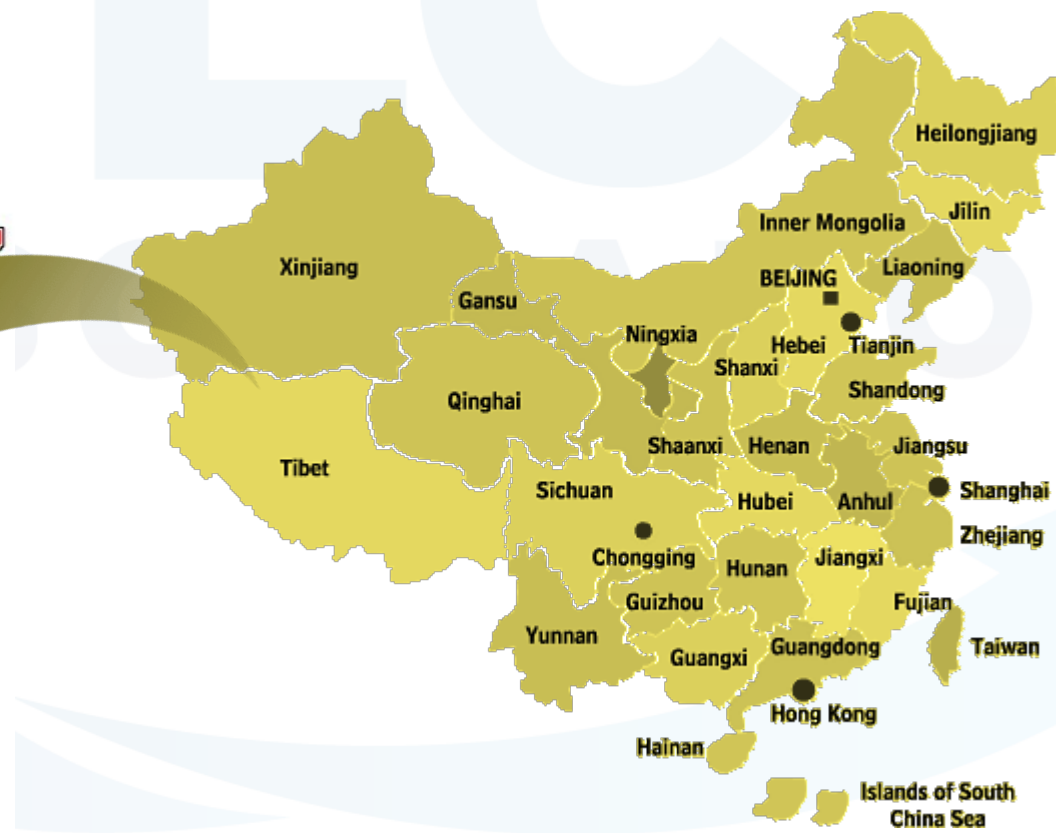 Heilongjiang
Jilin
Inner Mongolia
Xinjiang
Liaoning
BEIJING
Gansu
Ningxia
Hebei
Tianjin
Shanxi
Shandong
Qinghai
Shaanxi
Henan
Jiangsu
Tibet
Sichuan
Hubei
Anhul
Shanghai
Zhejiang
Chongging
Hunan
Jiangxi
Guizhou
Fujian
Yunnan
Guangxi
Guangdong
Taiwan
Hong Kong
Hainan
Islands of South
China Sea